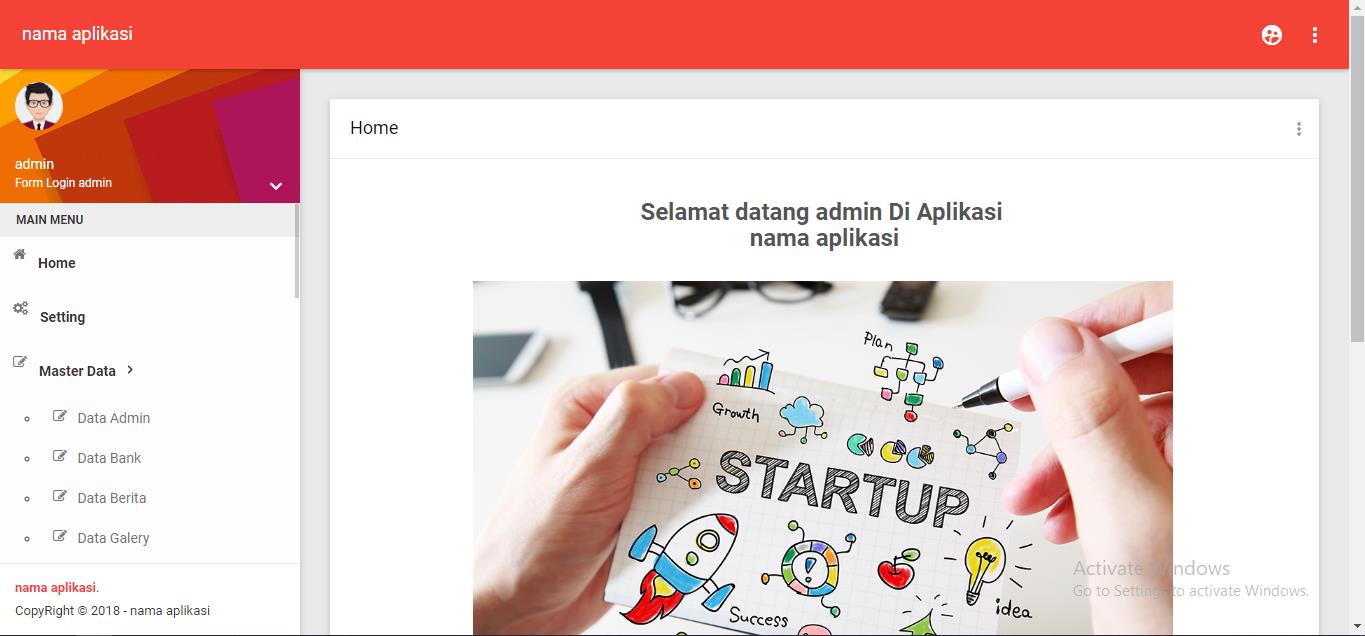 nama aplikasi
admin
Form Login admin
MAIN MENU
Home
Setting
Master Data
Data Admin
Data Bank
Data Berita
Data Galery
nama aplikasi.
CopyRight © 2018 - nama aplikasi
Home
Selamat datang admin Di Aplikasi
nama aplikasi
Plan
Growth
STARTUP
Success
idea
Activate Windows
Go to Settings to activate Windows.